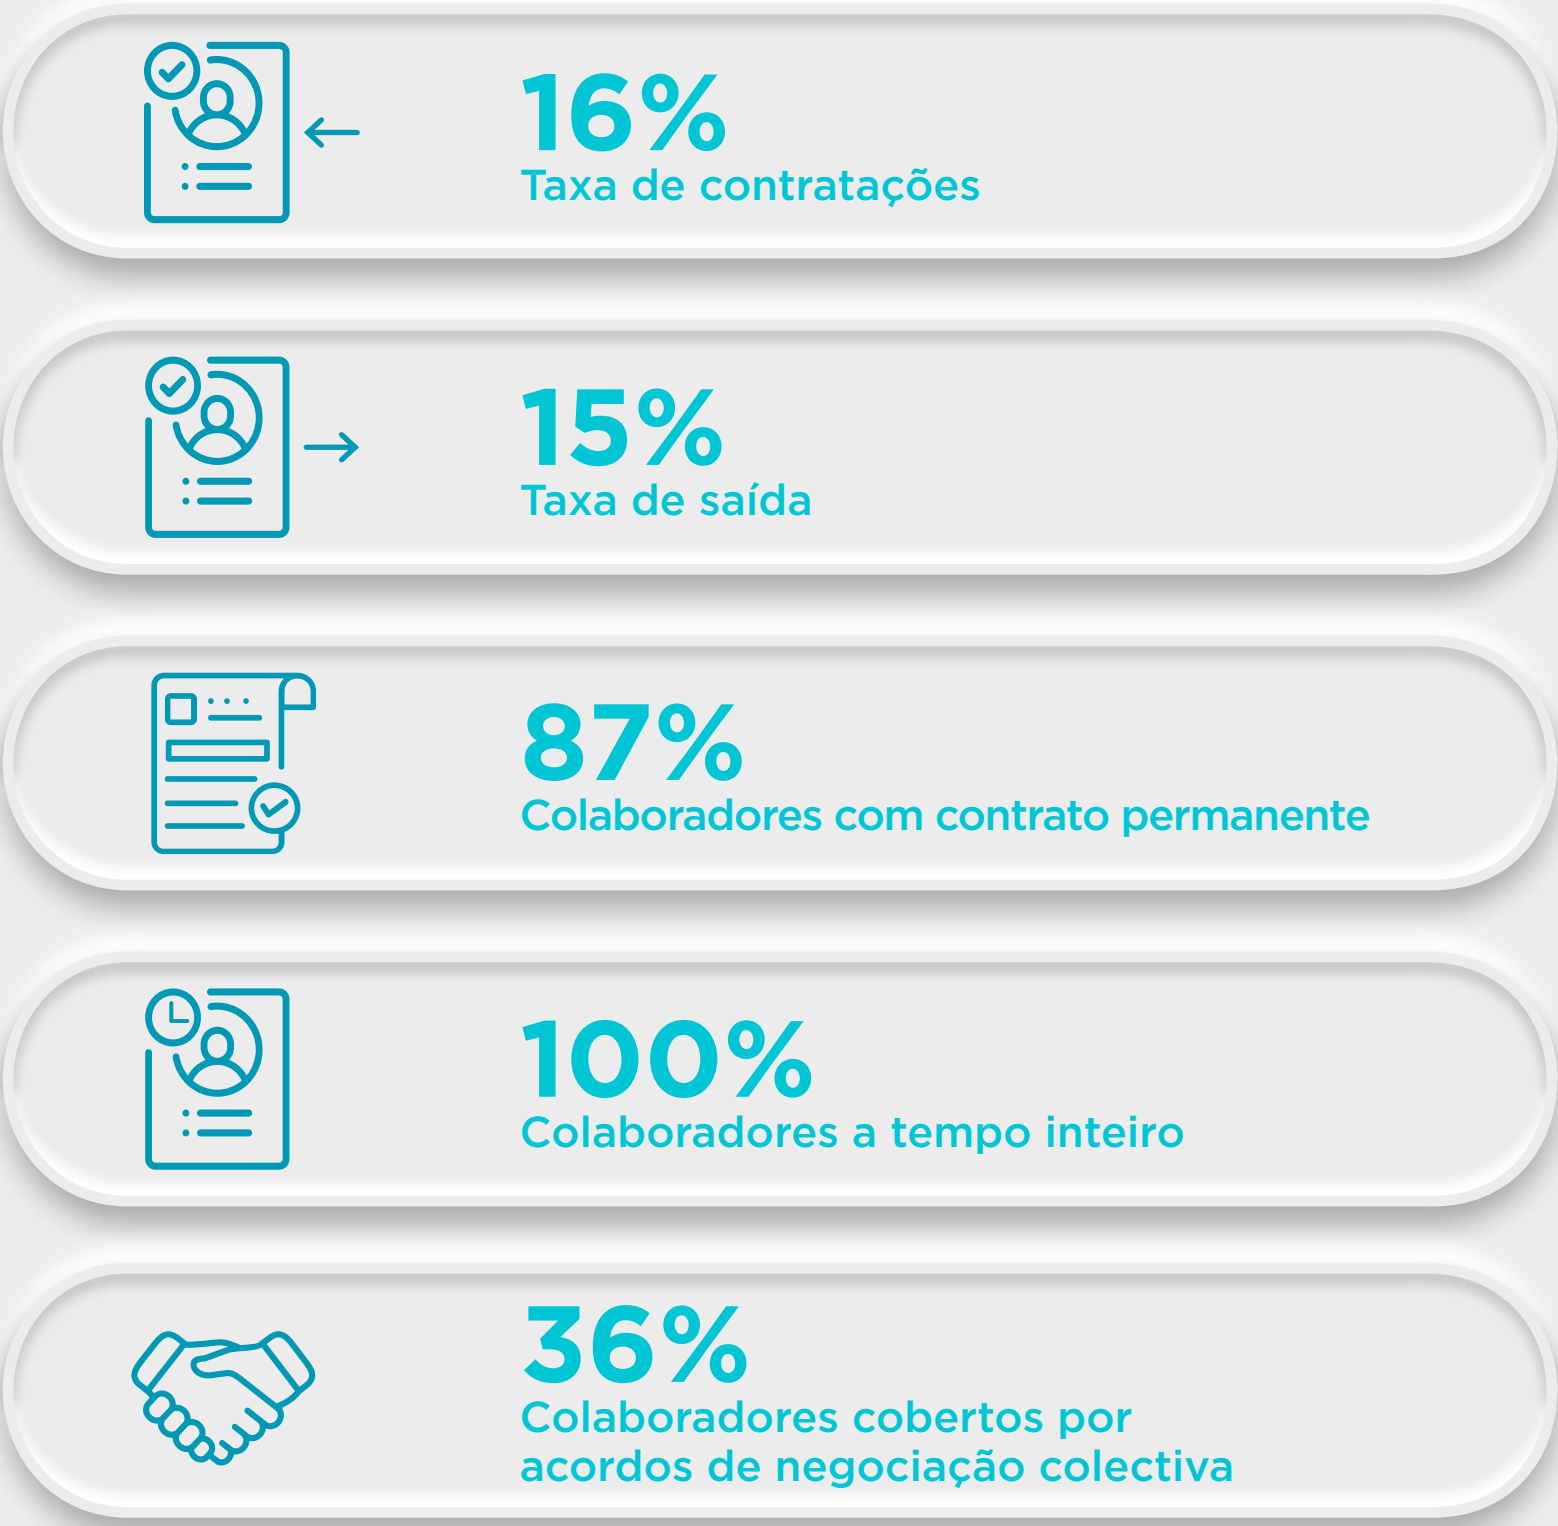 16%
Taxa de contratações
15%
Taxa de saída
87%
Colaboradores com contrato permanente
100%
Colaboradores a tempo inteiro
36%
Colaboradores cobertos por
acordos de negociação colectiva